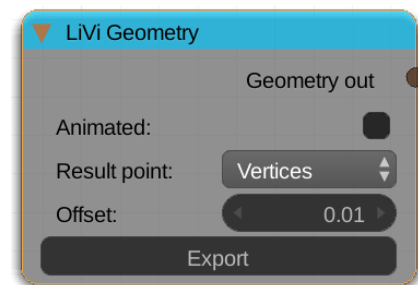 LiVi Geometry
Geometry out
Animated:
Result point: Vertices
Offset: 0.01
Export